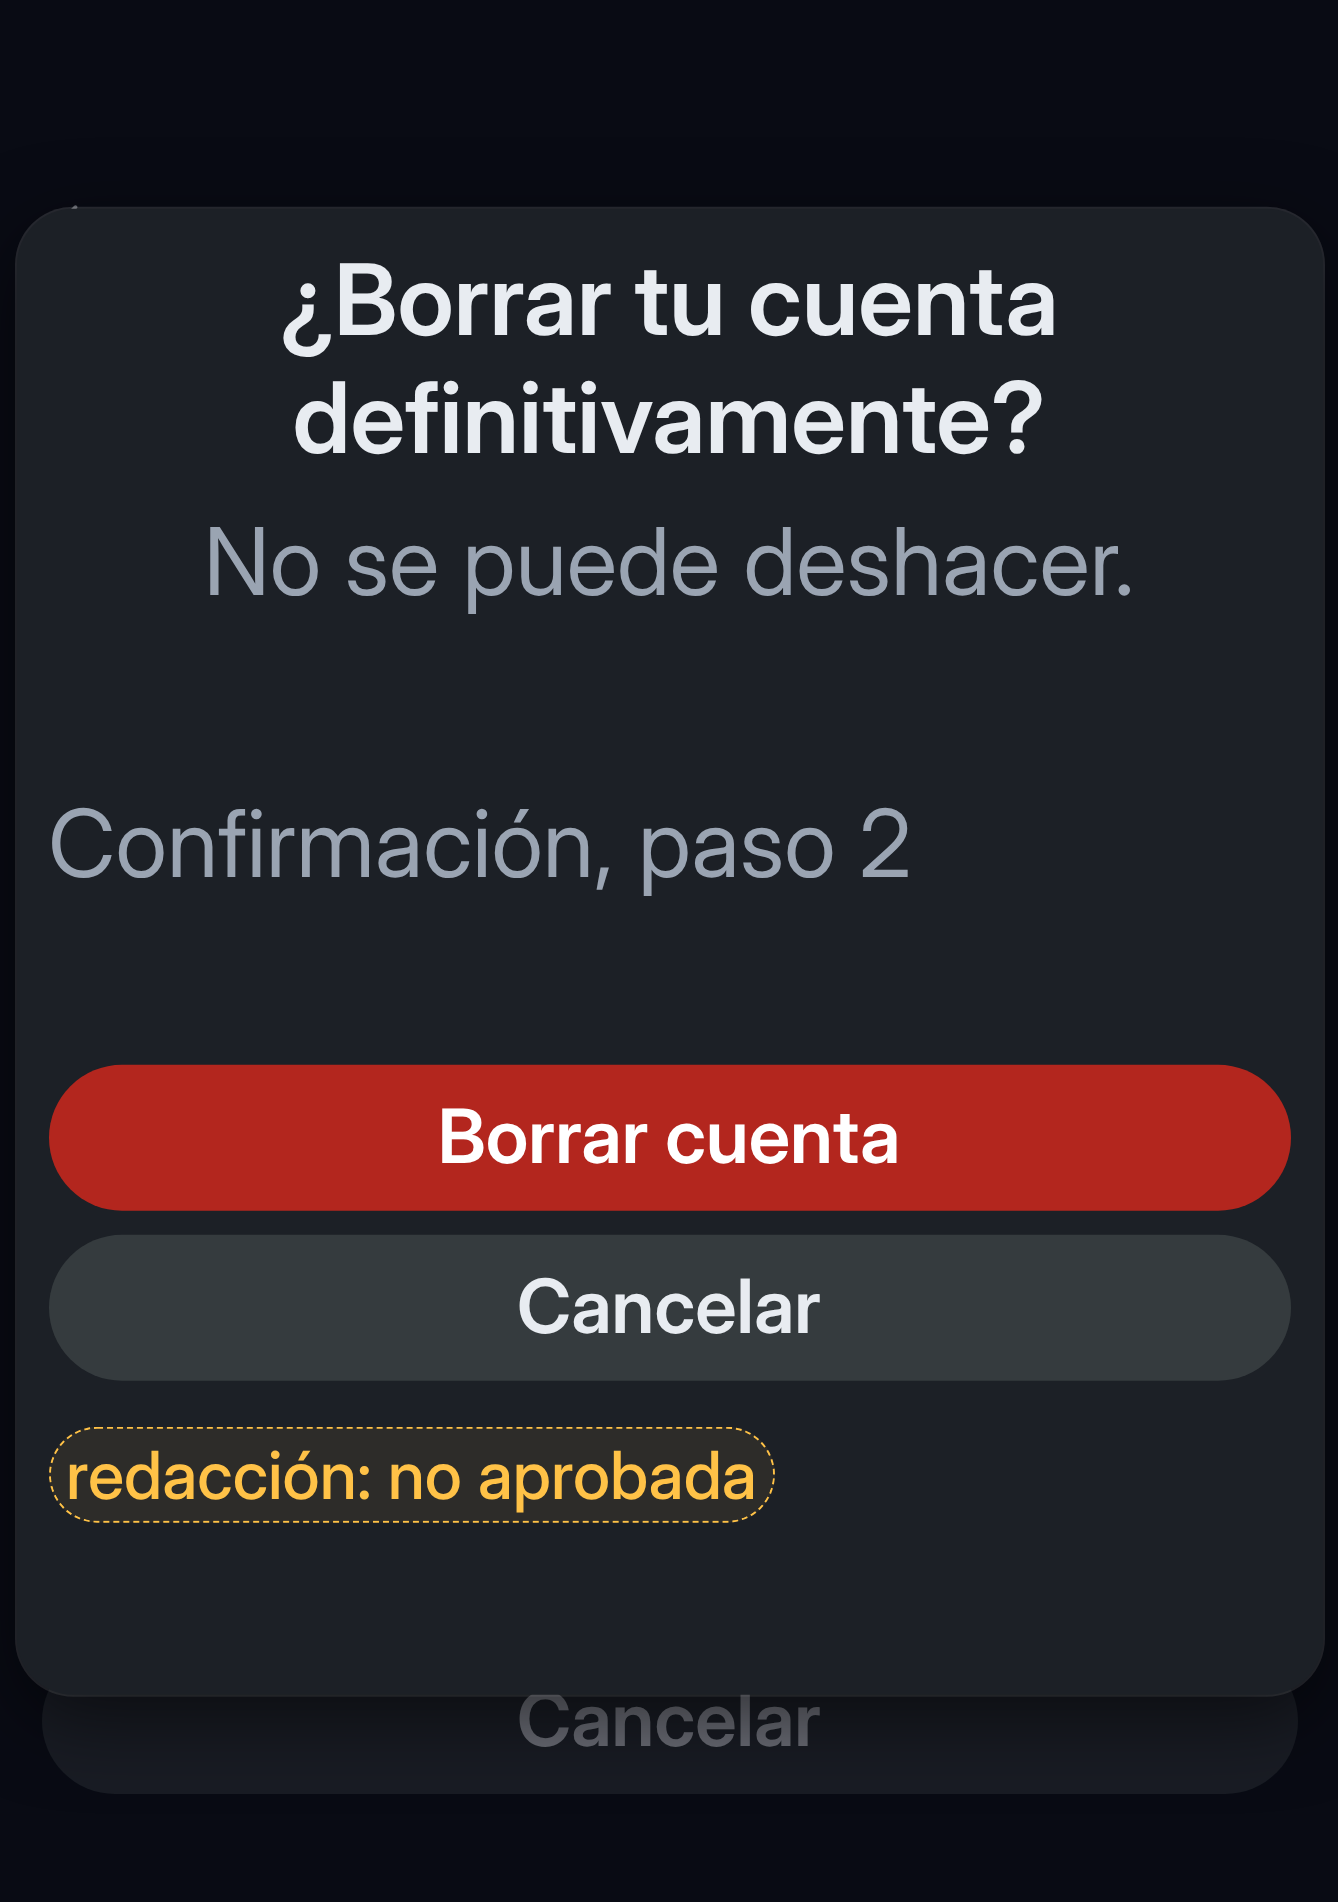 ¿Borrar tu cuenta
definitivamente?
No se puede deshacer.
Confirmación, paso 2
Borrar cuenta
Cancelar
redacción: no aprobada
Cancelar